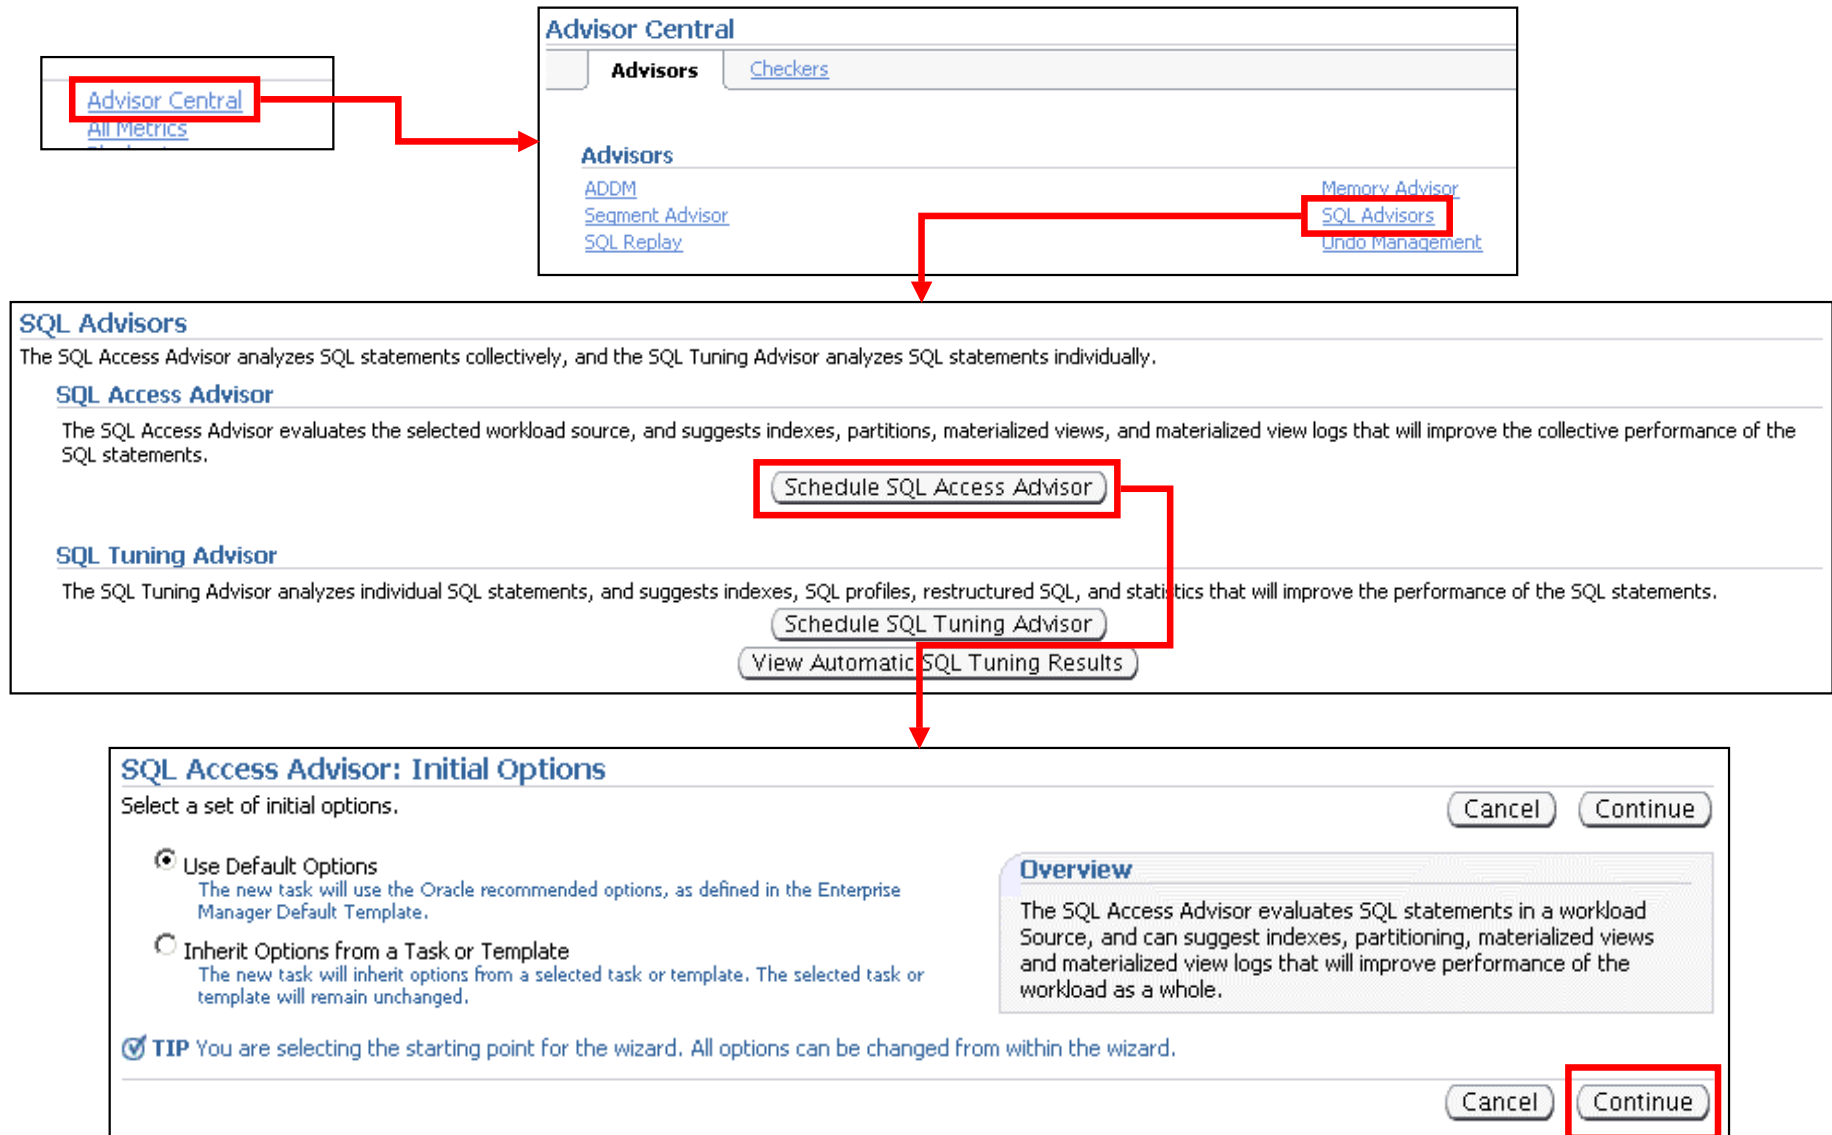 Advisor Central
All Metrics
Advisor Central
Advisors
Checkers
Advisors
ADDM
Memory Advisor
Segment Advisor
SQL Advisors
SQL Replay
Undo Management
SQL Advisors
The SQL Access Advisor analyzes SQL statements collectively, and the SQL Tuning Advisor analyzes SQL statements individually.
SQL Access Advisor
The SQL Access Advisor evaluates the selected workload source, and suggests indexes, partitions, materialized views, and materialized view logs that will improve the collective performance of the
SQL statements.
Schedule SQL Access Advisor
SQL Tuning Advisor
The SQL Tuning Advisor analyzes individual SQL statements, and suggests indexes, SQL profiles, restructured SQL, and statistics that will improve the performance of the SQL statements.
Schedule SQL Tuning Advisor
View Automatic SQL Tuning Results
SQL Access Advisor: Initial Options
Select a set of initial options.
Cancel
Continue
Use Default Options
The new task will use the Oracle recommended options, as defined in the Enterprise
Manager Default Template.
Inherit Options from a Task or Template
The new task will inherit options from a selected task or template. The selected task or
template will remain unchanged.
Overview
The SQL Access Advisor evaluates SQL statements in a workload
Source, and can suggest indexes, partitioning, materialized views
and materialized view logs that will improve performance of the
workload as a whole.
TIP You are selecting the starting point for the wizard. All options can be changed from within the wizard.
Cancel
Continue